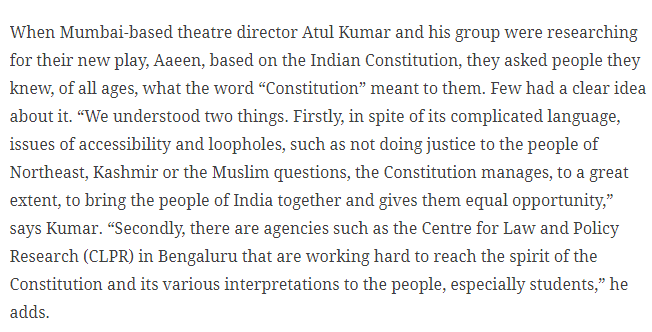 When Mumbai-based theatre director Atul Kumar and his group were researching
for their new play, Aaeen, based on the Indian Constitution, they asked people they
knew, of all ages, what the word “Constitution” meant to them. Few had a clear idea
about it. “We understood two things. Firstly, in spite of its complicated language,
issues of accessibility and loopholes, such as not doing justice to the people of
Northeast, Kashmir or the Muslim questions, the Constitution manages, to a great
extent, to bring the people of India together and gives them equal opportunity,”
says Kumar. “Secondly, there are agencies such as the Centre for Law and Policy
Research (CLPR) in Bengaluru that are working hard to reach the spirit of the
Constitution and its various interpretations to the people, especially students,” he
adds.